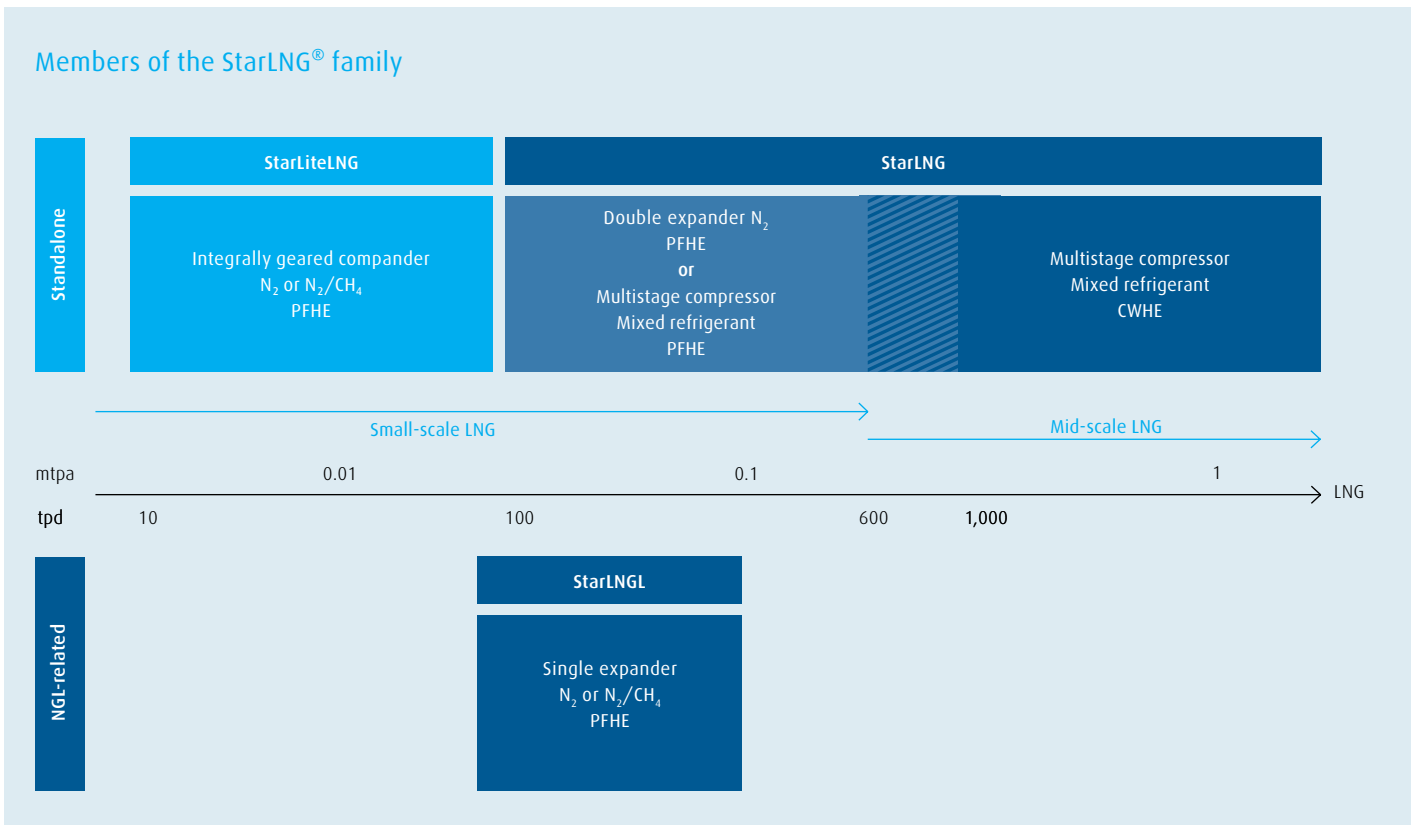 Members of the StarLNG® family
Standalone
StarLiteLNG
StarLNG
Integrally geared compander
N₂ or N₂/CH₄
PFHE
Double expander N₂
PFHE
or
Multistage compressor
Mixed refrigerant
PFHE
Multistage compressor
Mixed refrigerant
CWHE
Small-scale LNG
Mid-scale LNG
mtpa 0.01 0.1 1
LNG
tpd 10 100 600 1,000
NGL-related
StarLNGL
Single expander
N₂ or N₂/CH₄
PFHE